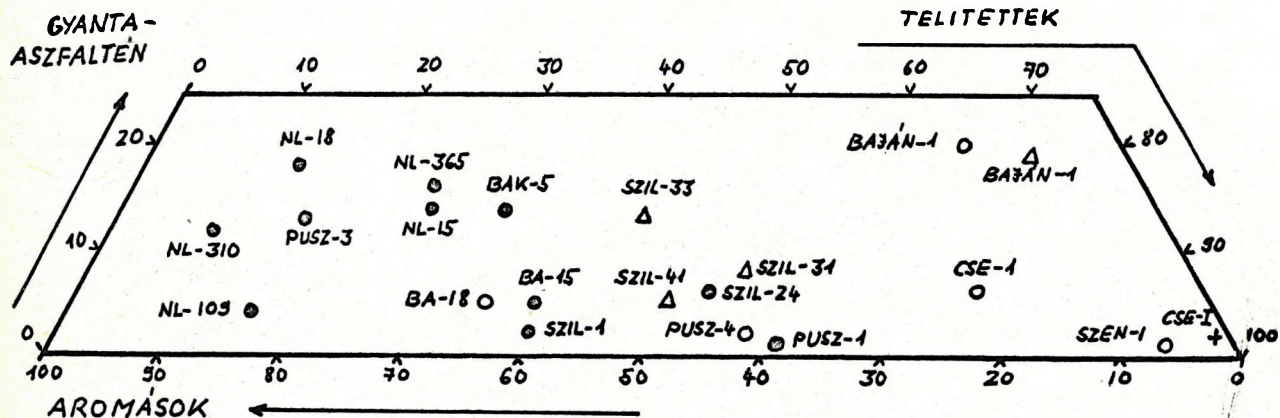 GYANTA-
ASZFALTÉN
TELITETTEK
0 10 20 30 40 50 60 70
20
80
NL-18
BAJÁN-1
BAJÁN-1
NL-365
BAK-5
SZIL-33
NL-15
PUSZ-3
NL-310
10
90
SZIL-31
CSE-1
BA-15
SZIL-41
SZIL-24
BA-18
NL-109
SZIL-1
PUSZ-4
PUSZ-1
SZEN-1
CSE-I
0
100
100 90 80 70 60 50 40 30 20 10 0
AROMÁSOK